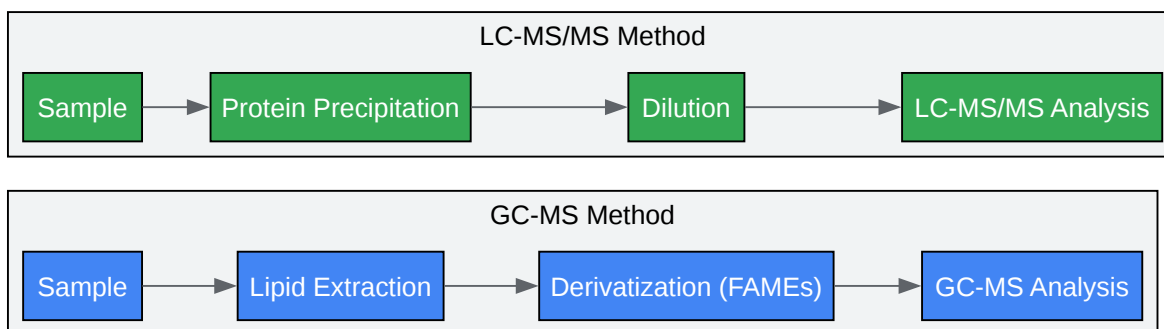 LC-MS/MS Method
Sample
Protein Precipitation
Dilution
LC-MS/MS Analysis
GC-MS Method
Sample
Lipid Extraction
Derivatization (FAMEs)
GC-MS Analysis